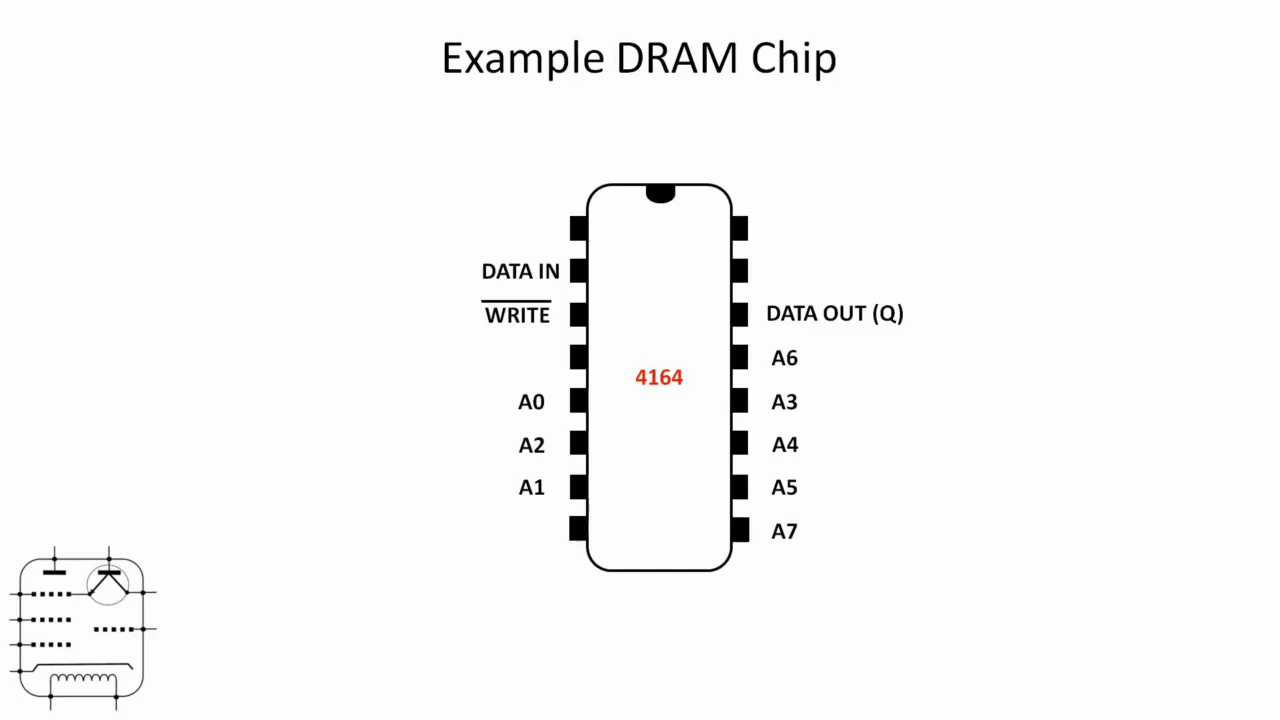 Example DRAM Chip
DATA IN
WRITE
DATA OUT (Q)
A6
4164
A0
A3
A2
A4
A1
A5
A7